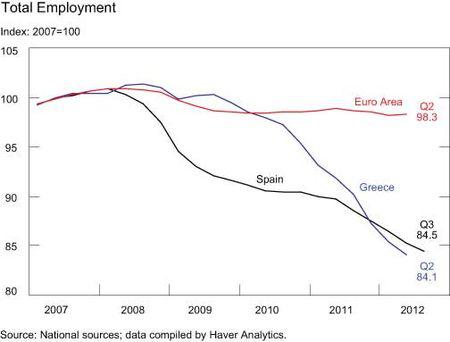 Total Employment
Index: 2007=100
105
100
95
90
85
80
Euro Area
Q2
98.3
Spain
Greece
Q3
84.5
Q2
84.1
2007 2008 2009 2010 2011 2012
Source: National sources; data compiled by Haver Analytics.